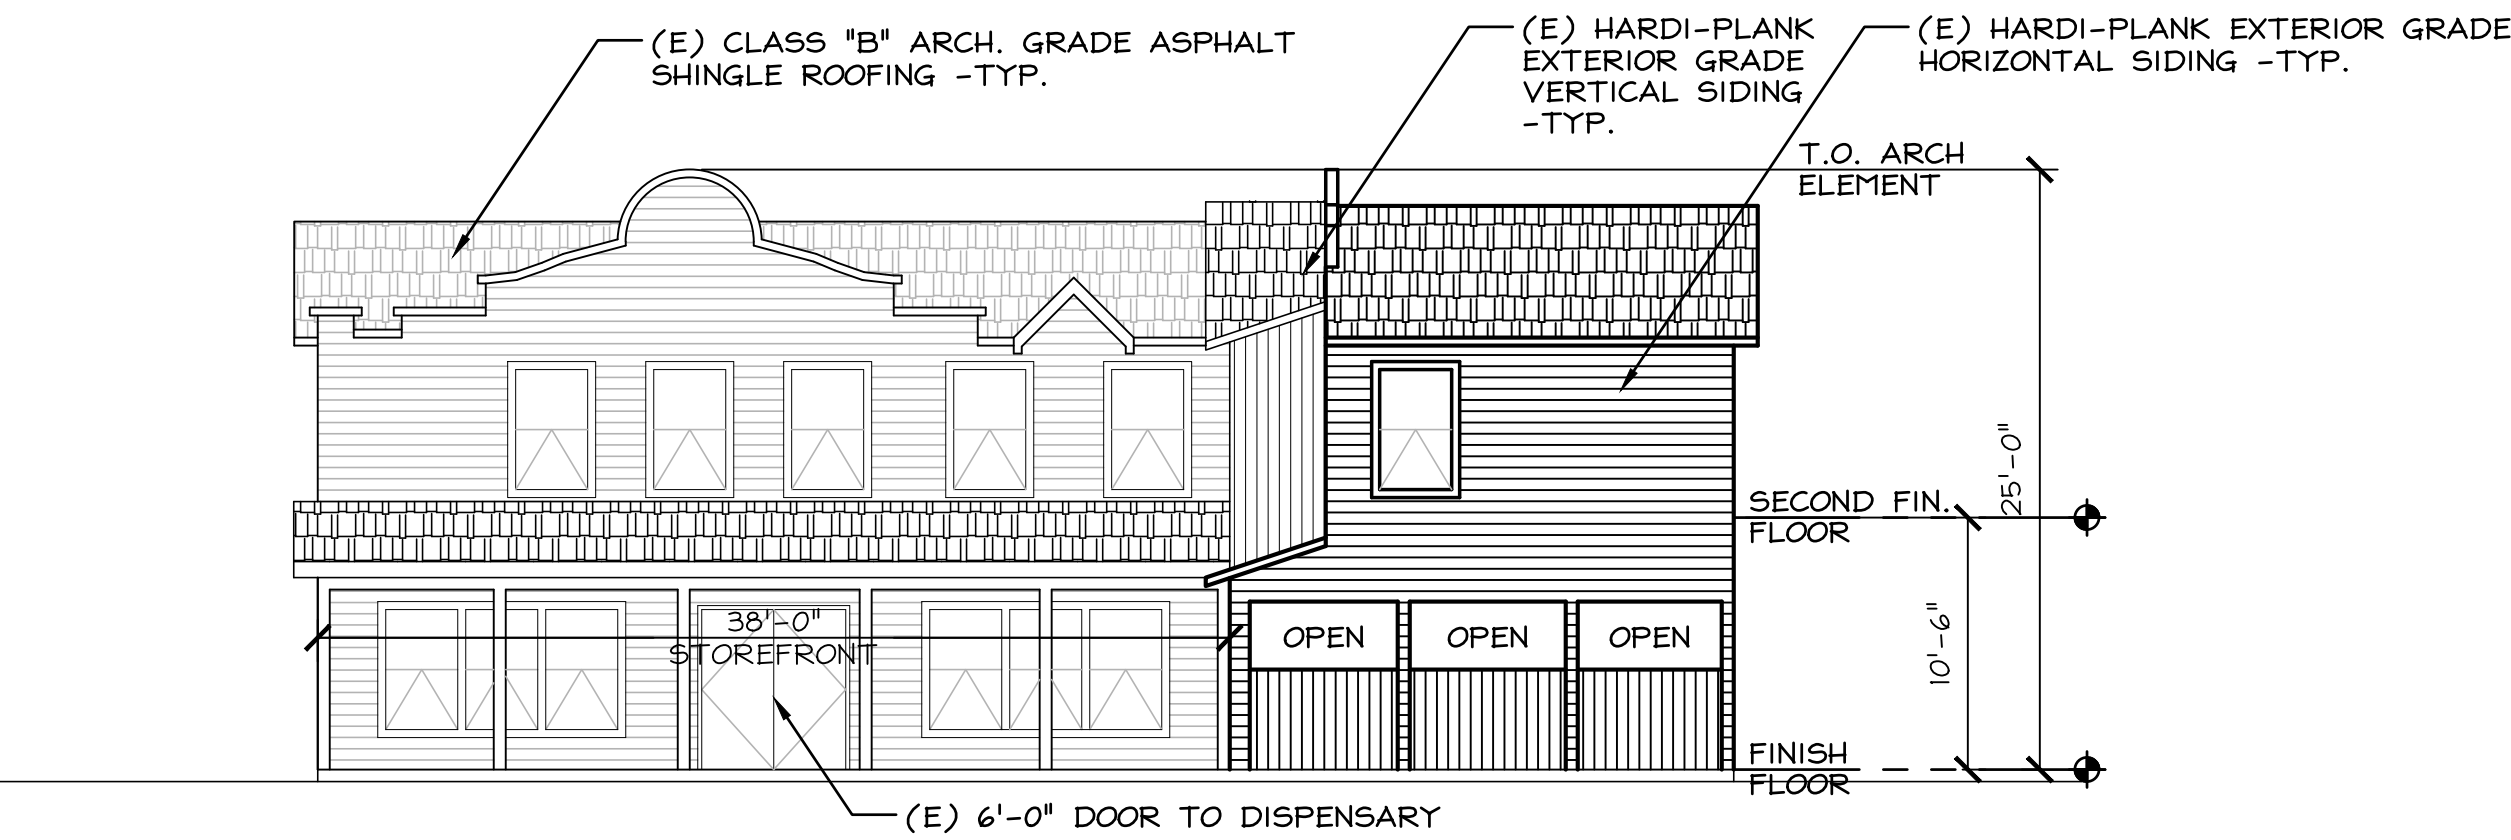 (E) CLASS "B" ARCH. GRADE ASPHALT
SHINGLE ROOFING -TYP.
(E) HARDI-PLANK
EXTERIOR GRADE
VERTICAL SIDING
-TYP.
(E) HARDI-PLANK EXTERIOR GRADE
HORIZONTAL SIDING -TYP.
T.O. ARCH
ELEMENT
25'-0"
SECOND FIN.
FLOOR
10'-6"
38'-0"
STOREFRONT
OPEN
OPEN
OPEN
FINISH
FLOOR
(E) 6'-0" DOOR TO DISPENSARY